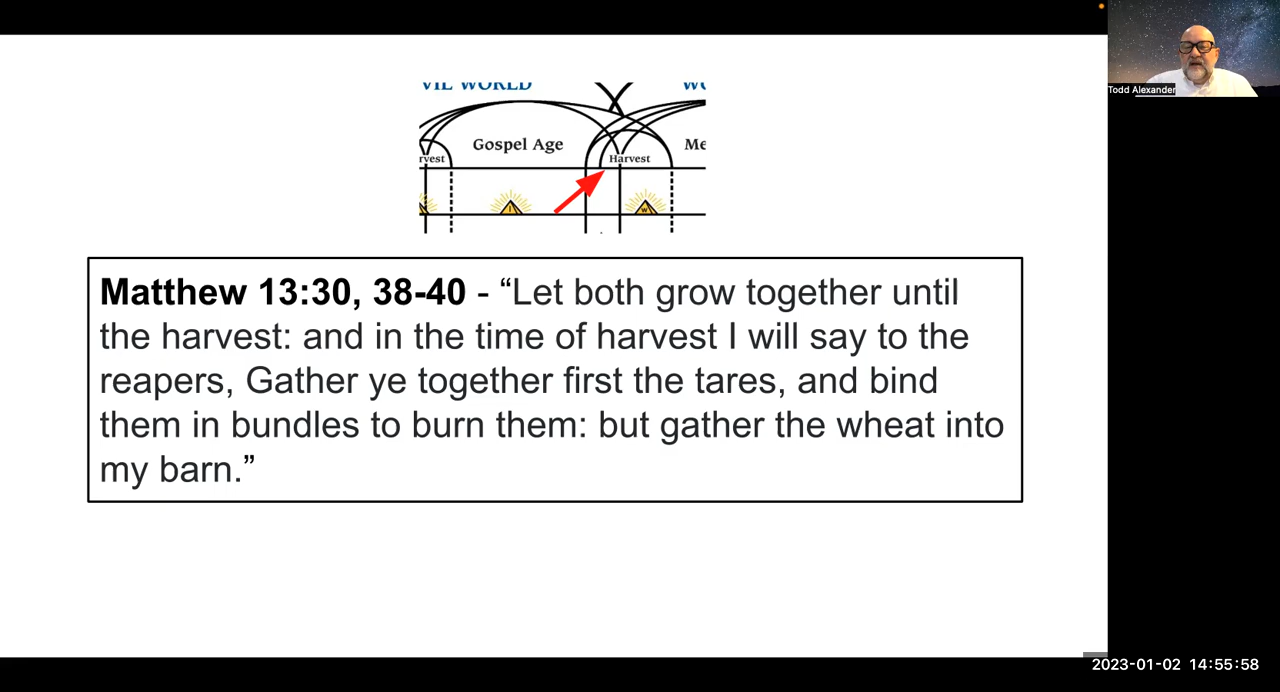 VIL WORLD
Gospel Age
rvest
Harvest
Todd Alexander
Matthew 13:30, 38-40 - “Let both grow together until
the harvest: and in the time of harvest I will say to the
reapers, Gather ye together first the tares, and bind
them in bundles to burn them: but gather the wheat into
my barn.”
2023-01-02 14:55:58